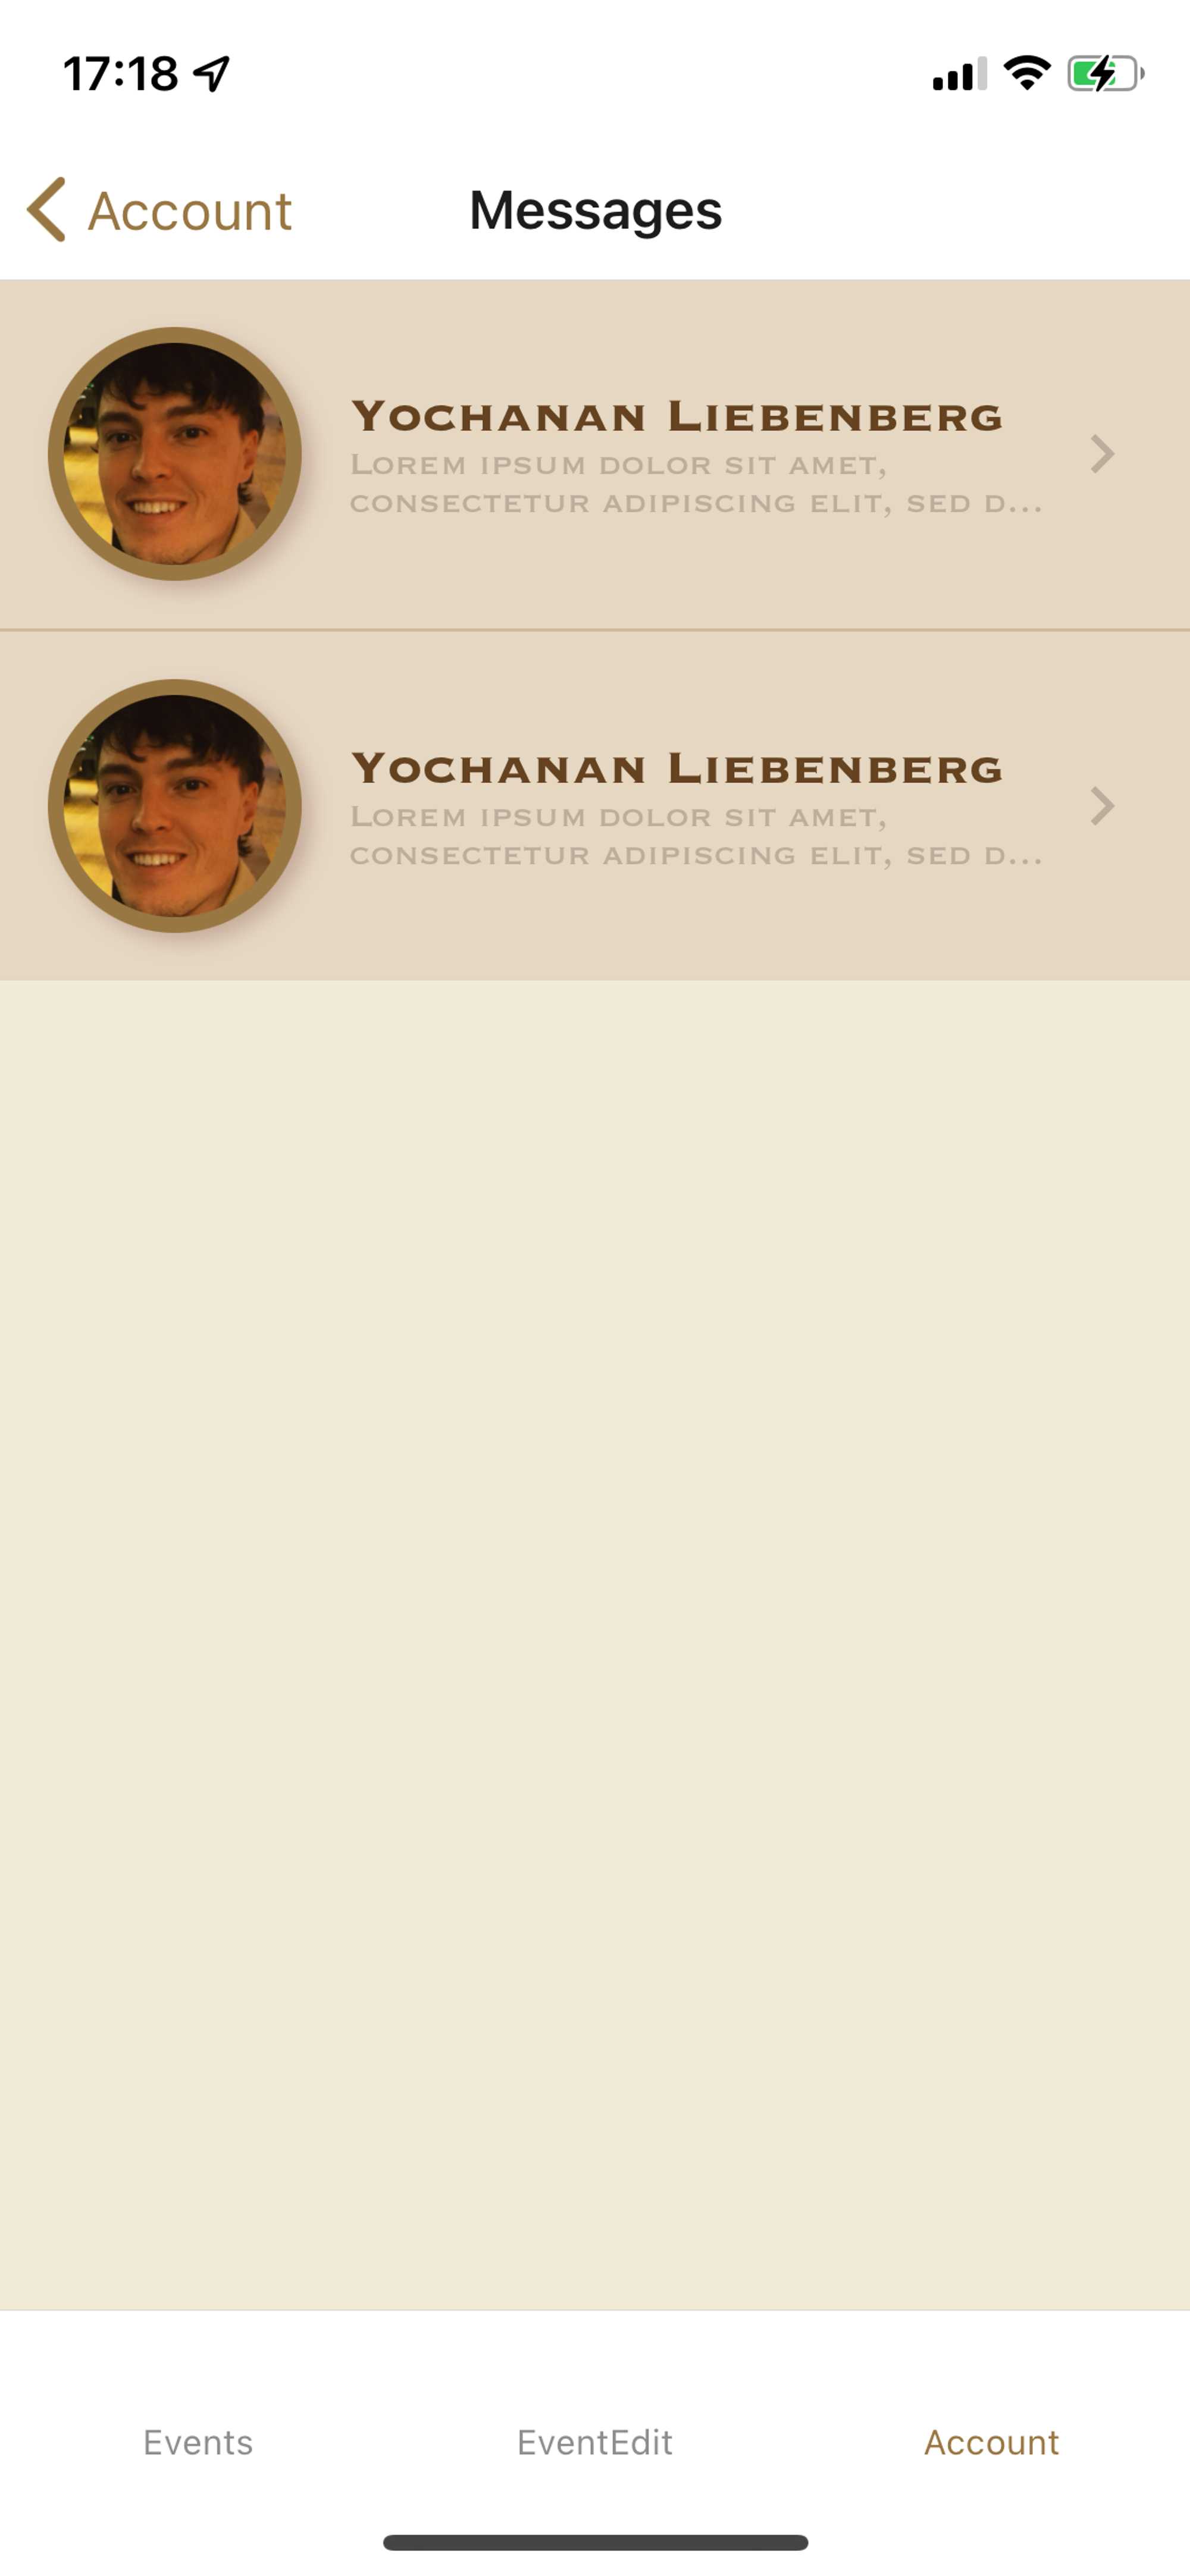 17:18
Account
Messages
Yochanan Liebenberg
Lorem ipsum dolor sit amet,
consectetur adipiscing elit, sed d...
Yochanan Liebenberg
Lorem ipsum dolor sit amet,
consectetur adipiscing elit, sed d...
Events
EventEdit
Account